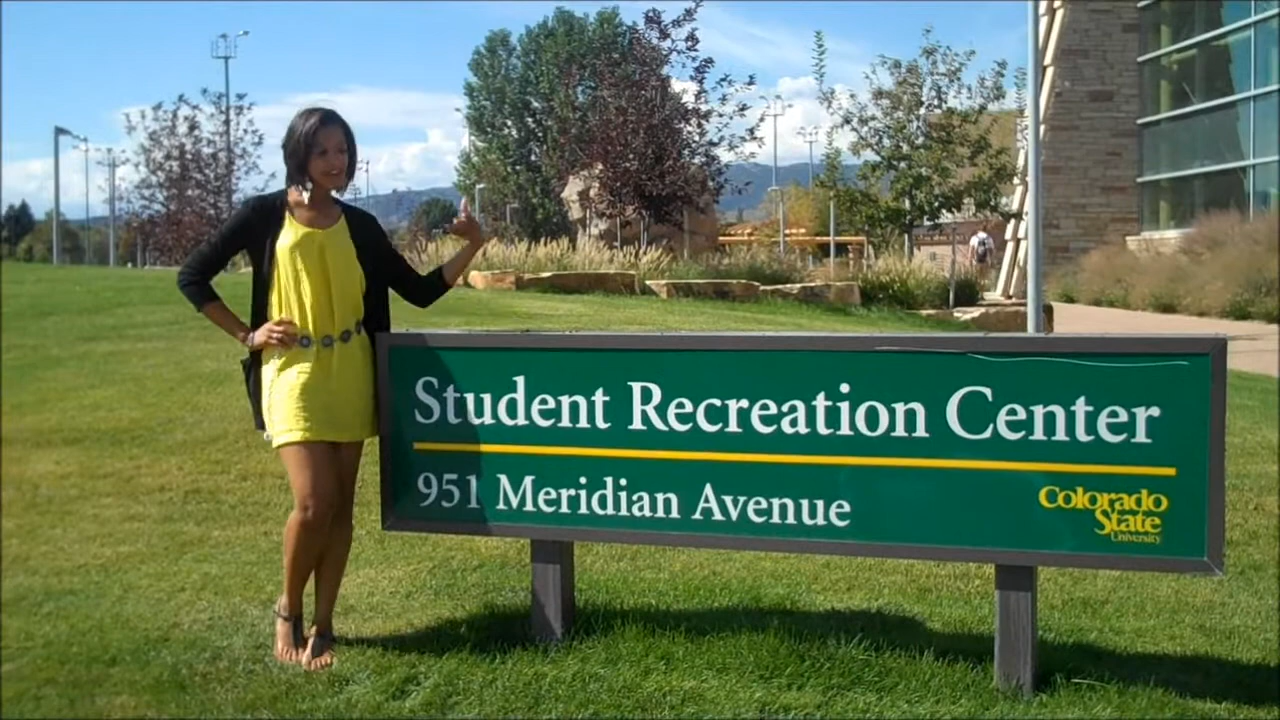 Student Recreation Center
951 Meridian Avenue
Colorado
State
University